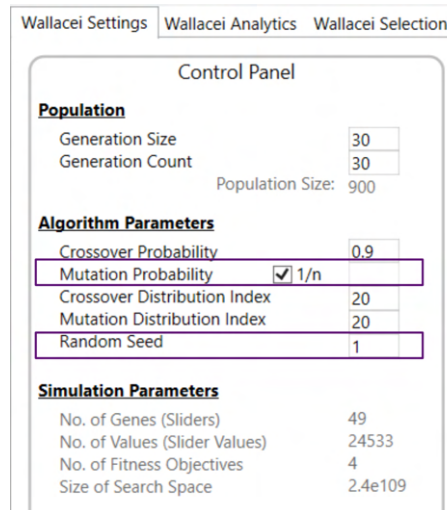 Wallacei Settings Wallacei Analytics Wallacei Selection
Control Panel
Population
Generation Size 30
Generation Count 30
Population Size: 900
Algorithm Parameters
Crossover Probability 0.9
Mutation Probability 1/n
Crossover Distribution Index 20
Mutation Distribution Index 20
Random Seed 1
Simulation Parameters
No. of Genes (Sliders) 49
No. of Values (Slider Values) 24533
No. of Fitness Objectives 4
Size of Search Space 2.4e109